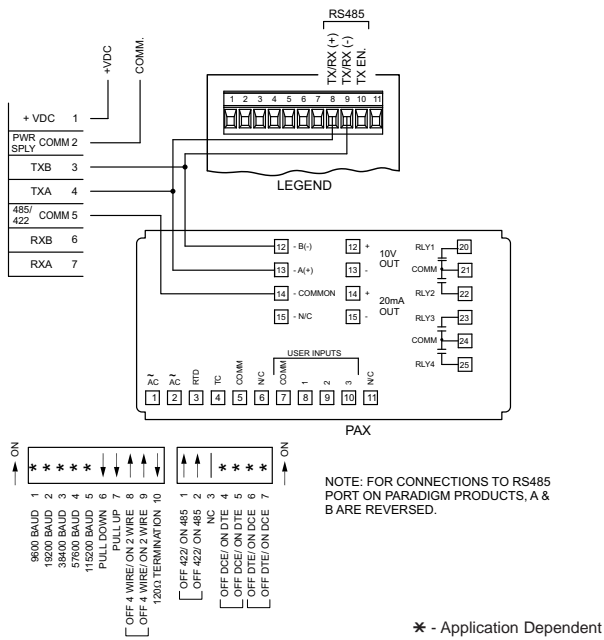 RS485
TX/RX (+)
TX/RX (-)
TX EN.
+VDC
COMM.
1 2 3 4 5 6 7 8 9 10 11
LEGEND
+ VDC 1
PWR SPLY COMM 2
TXB 3
TXA 4
485/ 422 COMM 5
RXB 6
RXA 7
12 - B(-)
13 - A(+)
14 - COMMON
15 - N/C
12 +
13 -
10V OUT
14 +
15 -
20mA OUT
RLY1 20
COMM 21
RLY2 22
RLY3 23
COMM 24
RLY4 25
USER INPUTS
~ AC
~ AC
RTD
TC
COMM
N/C
COMM
1
2
3
N/C
1 2 3 4 5 6 7 8 9 10 11
PAX
ON
* * * * *
9600 BAUD 1
19200 BAUD 2
38400 BAUD 3
57600 BAUD 4
115200 BAUD 5
PULL DOWN 6
PULL UP 7
OFF 4 WIRE/ ON 2 WIRE 8
OFF 4 WIRE/ ON 2 WIRE 9
120Ω TERMINATION 10
* * * *
ON
OFF 422/ ON 485 1
OFF 422/ ON 485 2
NC 3
OFF DCE/ ON DTE 4
OFF DCE/ ON DTE 5
OFF DTE/ ON DCE 6
OFF DTE/ ON DCE 7
NOTE: FOR CONNECTIONS TO RS485
PORT ON PARADIGM PRODUCTS, A &
B ARE REVERSED.
* - Application Dependent